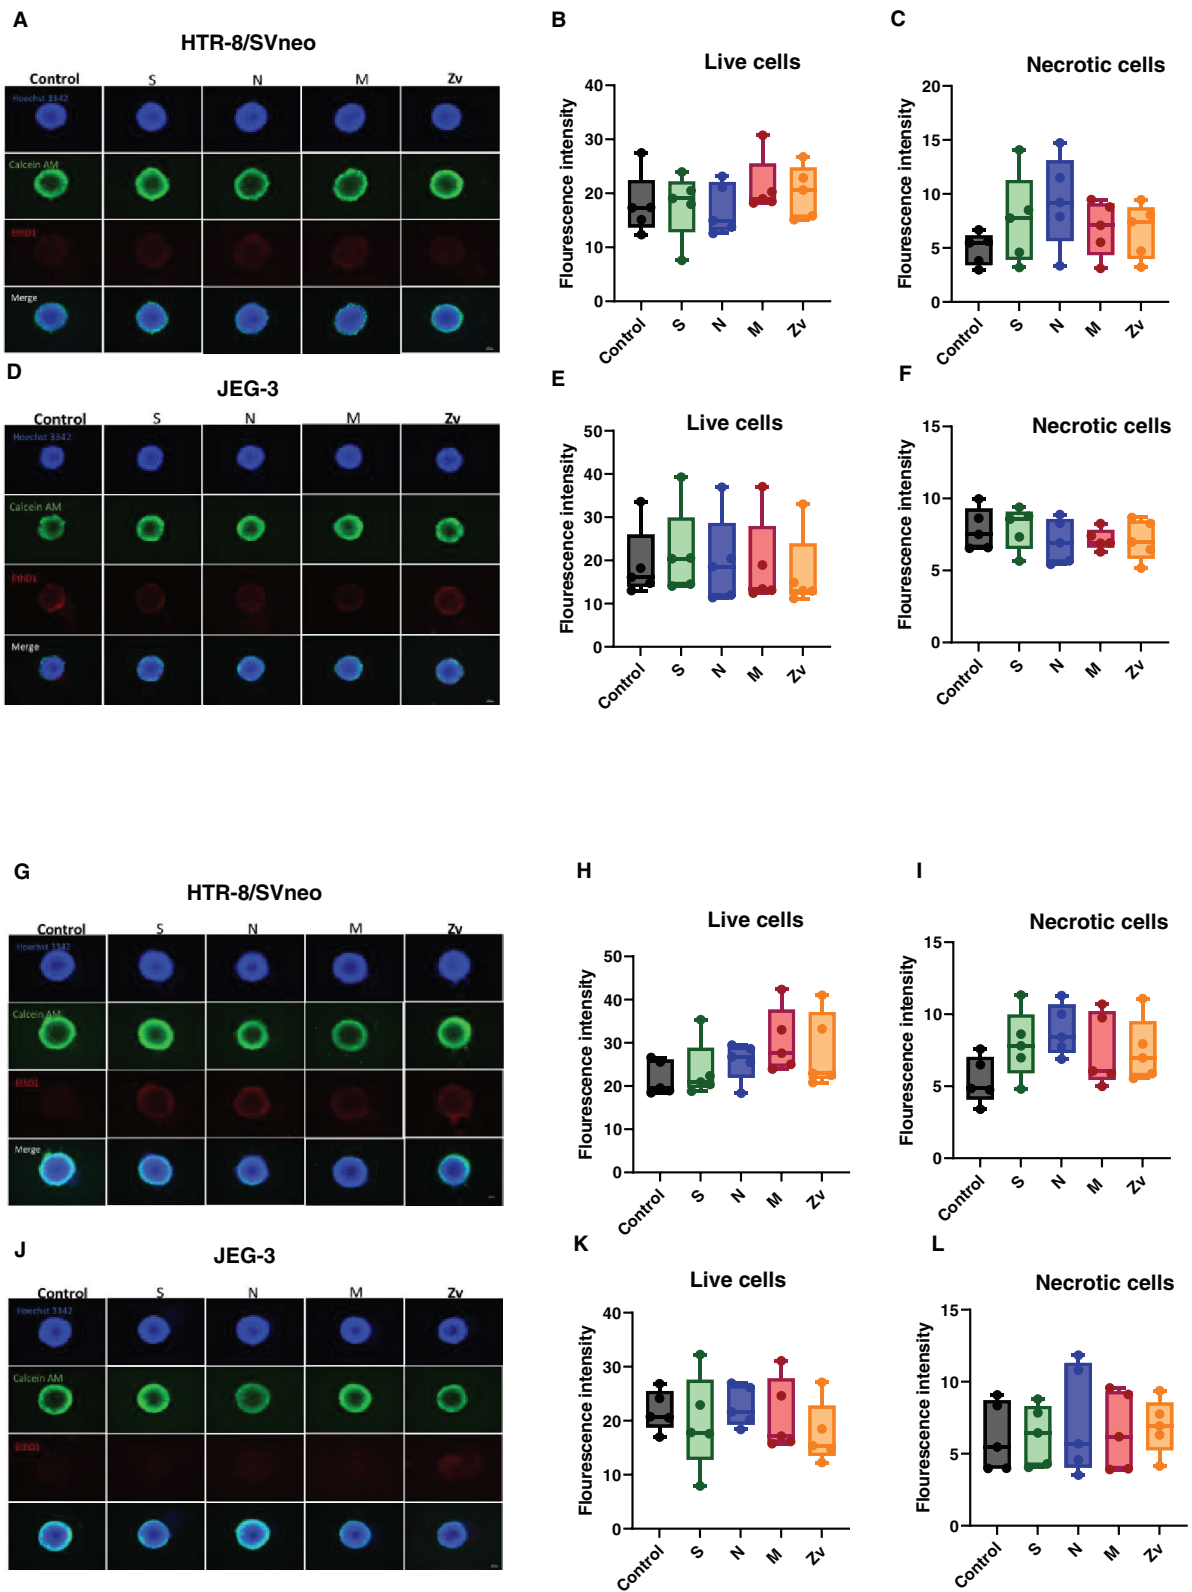 A
HTR-8/SVneo
Control S N M Zv
Hoechst 3342
Calcein AM
EthD1
Merge
B
Live cells
Flourescence intensity
40
30
20
10
0
Control S N M Zv
C
Necrotic cells
Flourescence intensity
20
15
10
5
0
Control S N M Zv
D
JEG-3
Control S N M Zv
Hoechst 3342
Calcein AM
EthD1
Merge
E
Live cells
Flourescence intensity
50
40
30
20
10
0
Control S N M Zv
F
Necrotic cells
Flourescence intensity
15
10
5
0
Control S N M Zv
G
HTR-8/SVneo
Control S N M Zv
Hoechst 3342
Calcein AM
EthD1
Merge
H
Live cells
Flourescence intensity
50
40
30
20
10
0
Control S N M Zv
I
Necrotic cells
Flourescence intensity
15
10
5
0
Control S N M Zv
J
JEG-3
Control S N M Zv
Hoechst 3342
Calcein AM
EthD1
K
Live cells
Flourescence intensity
40
30
20
10
0
Control S N M Zv
L
Necrotic cells
Flourescence intensity
15
10
5
0
Control S N M Zv